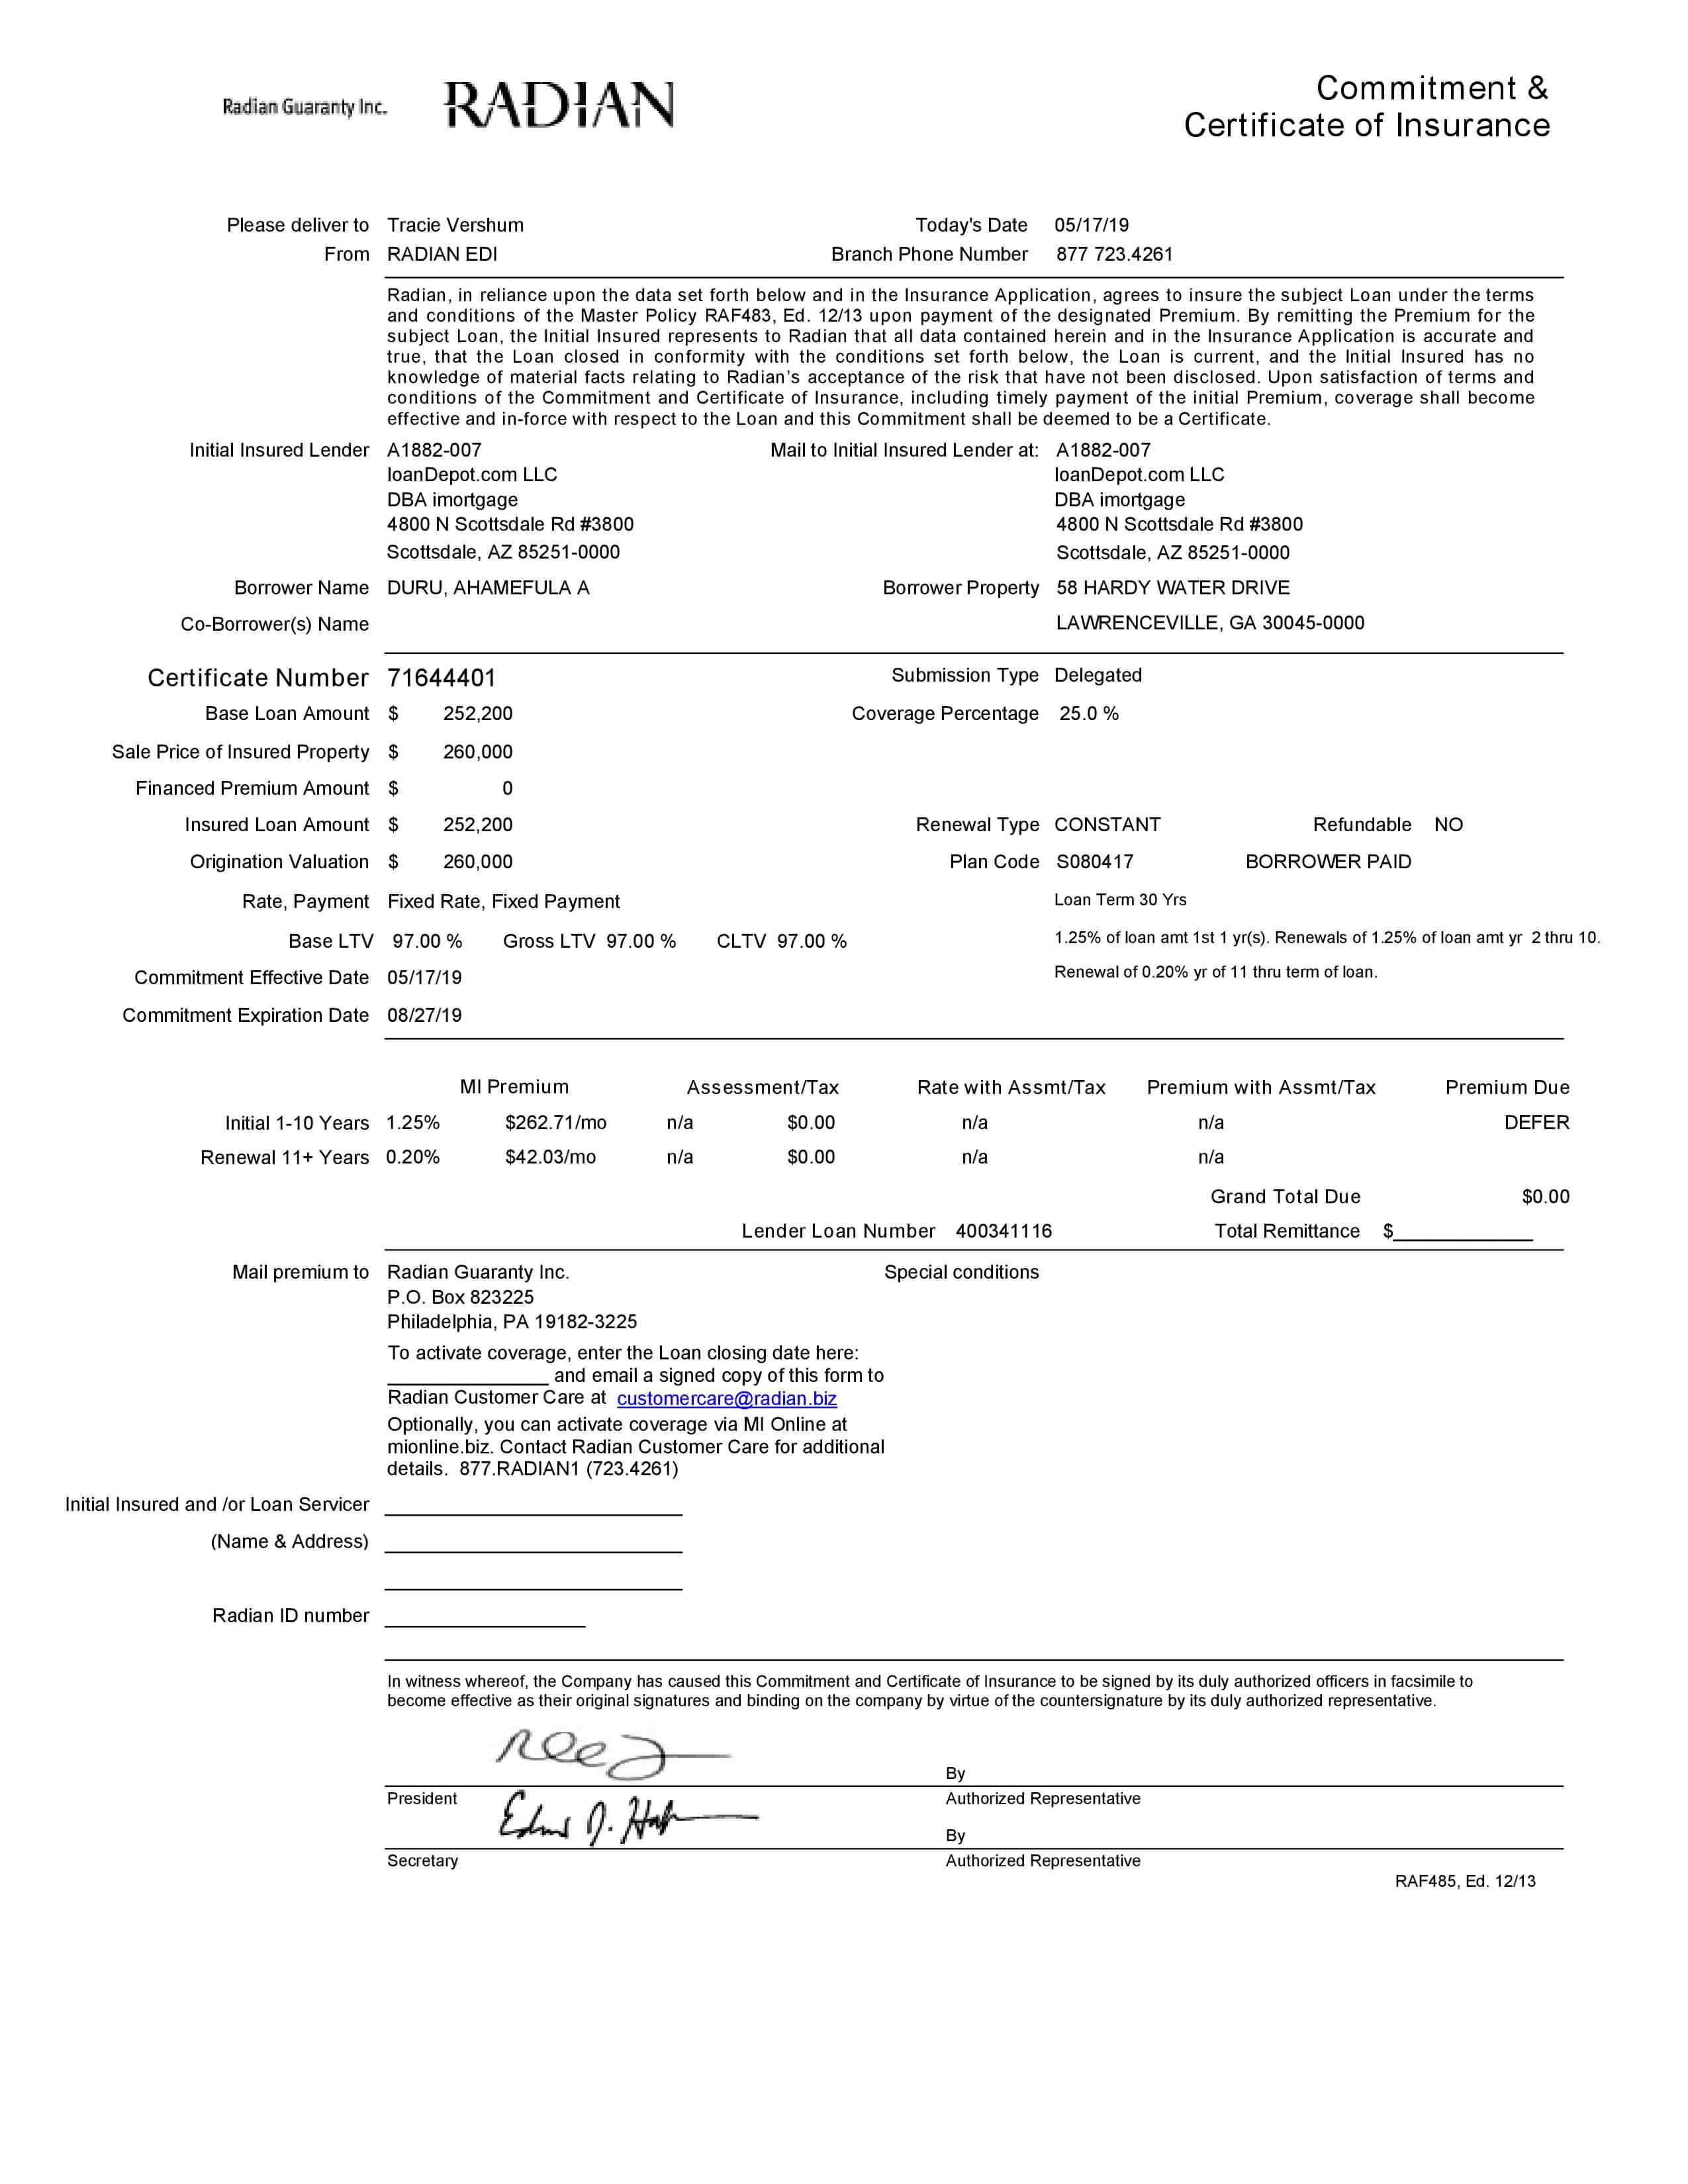 Radian Guaranty Inc. RADIAN
Commitment &
Certificate of Insurance
Please deliver to Tracie Vershum Today's Date 05/17/19
From RADIAN EDI Branch Phone Number 877 723.4261
Radian, in reliance upon the data set forth below and in the Insurance Application, agrees to insure the subject Loan under the terms
and conditions of the Master Policy RAF483, Ed. 12/13 upon payment of the designated Premium. By remitting the Premium for the
subject Loan, the Initial Insured represents to Radian that all data contained herein and in the Insurance Application is accurate and
true, that the Loan closed in conformity with the conditions set forth below, the Loan is current, and the Initial Insured has no
knowledge of material facts relating to Radian’s acceptance of the risk that have not been disclosed. Upon satisfaction of terms and
conditions of the Commitment and Certificate of Insurance, including timely payment of the initial Premium, coverage shall become
effective and in-force with respect to the Loan and this Commitment shall be deemed to be a Certificate.
Initial Insured Lender A1882-007 Mail to Initial Insured Lender at: A1882-007
loanDepot.com LLC loanDepot.com LLC
DBA imortgage DBA imortgage
4800 N Scottsdale Rd #3800 4800 N Scottsdale Rd #3800
Scottsdale, AZ 85251-0000 Scottsdale, AZ 85251-0000
Borrower Name DURU, AHAMEFULA A Borrower Property 58 HARDY WATER DRIVE
Co-Borrower(s) Name LAWRENCEVILLE, GA 30045-0000
Certificate Number 71644401 Submission Type Delegated
Base Loan Amount $ 252,200 Coverage Percentage 25.0 %
Sale Price of Insured Property $ 260,000
Financed Premium Amount $ 0
Insured Loan Amount $ 252,200 Renewal Type CONSTANT Refundable NO
Origination Valuation $ 260,000 Plan Code S080417 BORROWER PAID
Rate, Payment Fixed Rate, Fixed Payment Loan Term 30 Yrs
Base LTV 97.00 % Gross LTV 97.00 % CLTV 97.00 % 1.25% of loan amt 1st 1 yr(s). Renewals of 1.25% of loan amt yr 2 thru 10.
Commitment Effective Date 05/17/19 Renewal of 0.20% yr of 11 thru term of loan.
Commitment Expiration Date 08/27/19
MI Premium Assessment/Tax Rate with Assmt/Tax Premium with Assmt/Tax Premium Due
Initial 1-10 Years 1.25% $262.71/mo n/a $0.00 n/a n/a DEFER
Renewal 11+ Years 0.20% $42.03/mo n/a $0.00 n/a n/a
Grand Total Due $0.00
Lender Loan Number 400341116 Total Remittance $_____________
Mail premium to Radian Guaranty Inc. Special conditions
P.O. Box 823225
Philadelphia, PA 19182-3225
To activate coverage, enter the Loan closing date here:
_______________ and email a signed copy of this form to
Radian Customer Care at customercare@radian.biz
Optionally, you can activate coverage via MI Online at
mionline.biz. Contact Radian Customer Care for additional
details. 877.RADIAN1 (723.4261)
Initial Insured and /or Loan Servicer
(Name & Address)
Radian ID number
In witness whereof, the Company has caused this Commitment and Certificate of Insurance to be signed by its duly authorized officers in facsimile to
become effective as their original signatures and binding on the company by virtue of the countersignature by its duly authorized representative.
By
President Authorized Representative
By
Secretary Authorized Representative
RAF485, Ed. 12/13